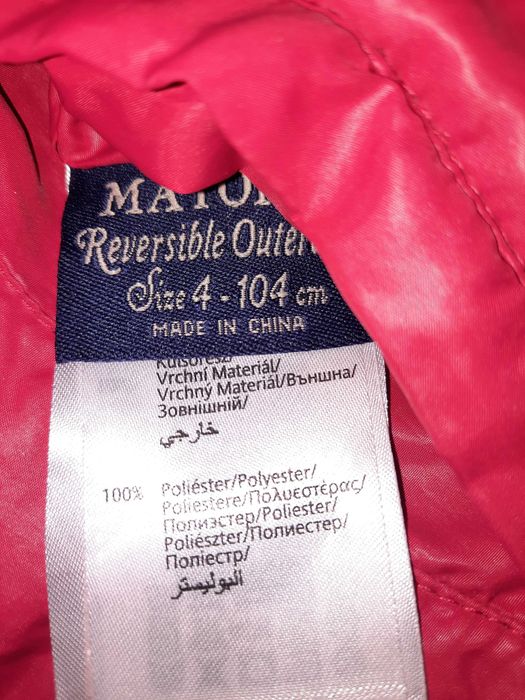 Reversible
Size 4 - 104 cm
MADE IN CHINA
Vrchní Materiál/
Vrchný Materiál/Външна/
Зовнішній/
خارجي
100% Poliéster/Polyester/
Poliestere/Πολυεστέρας/
Полиэстер/Poliester/
Poliészter/Полиестер/
Поліестр/
البوليستر